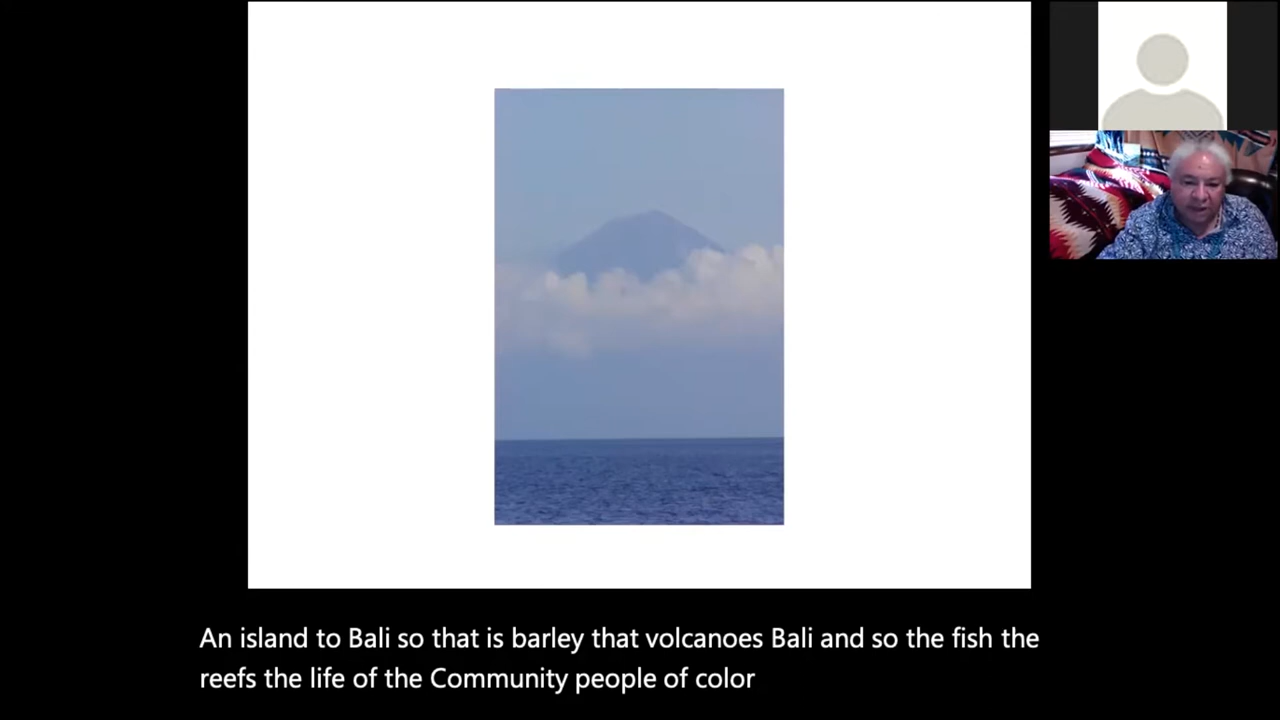 An island to Bali so that is barley that volcanoes Bali and so the fish the
reefs the life of the Community people of color